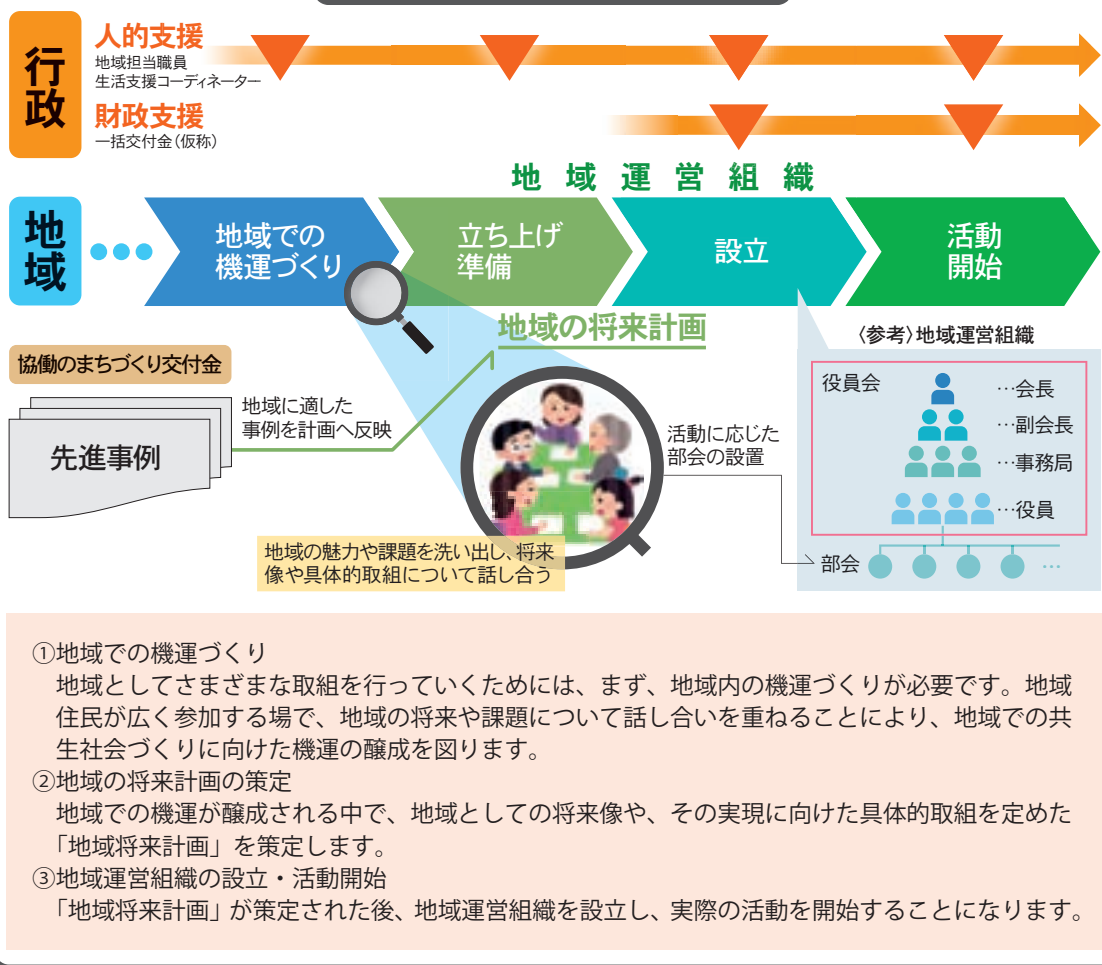 行政
人的支援
地域担当職員
生活支援コーディネーター
財政支援
一括交付金（仮称）
地域運営組織
地域
地域での
機運づくり
立ち上げ
準備
設立
活動
開始
地域の将来計画
〈参考〉地域運営組織
協働のまちづくり交付金
先進事例
地域に適した
事例を計画へ反映
活動に応じた
部会の設置
役員会
…会長
…副会長
…事務局
…役員
部会
…
地域の魅力や課題を洗い出し、将来
像や具体的取組について話し合う
①地域での機運づくり
地域としてさまざまな取組を行っていくためには、まず、地域内の機運づくりが必要です。地域
住民が広く参加する場で、地域の将来や課題について話し合いを重ねることにより、地域での共
生社会づくりに向けた機運の醸成を図ります。
②地域の将来計画の策定
地域での機運が醸成される中で、地域としての将来像や、その実現に向けた具体的取組を定めた
「地域将来計画」を策定します。
③地域運営組織の設立・活動開始
「地域将来計画」が策定された後、地域運営組織を設立し、実際の活動を開始することになります。